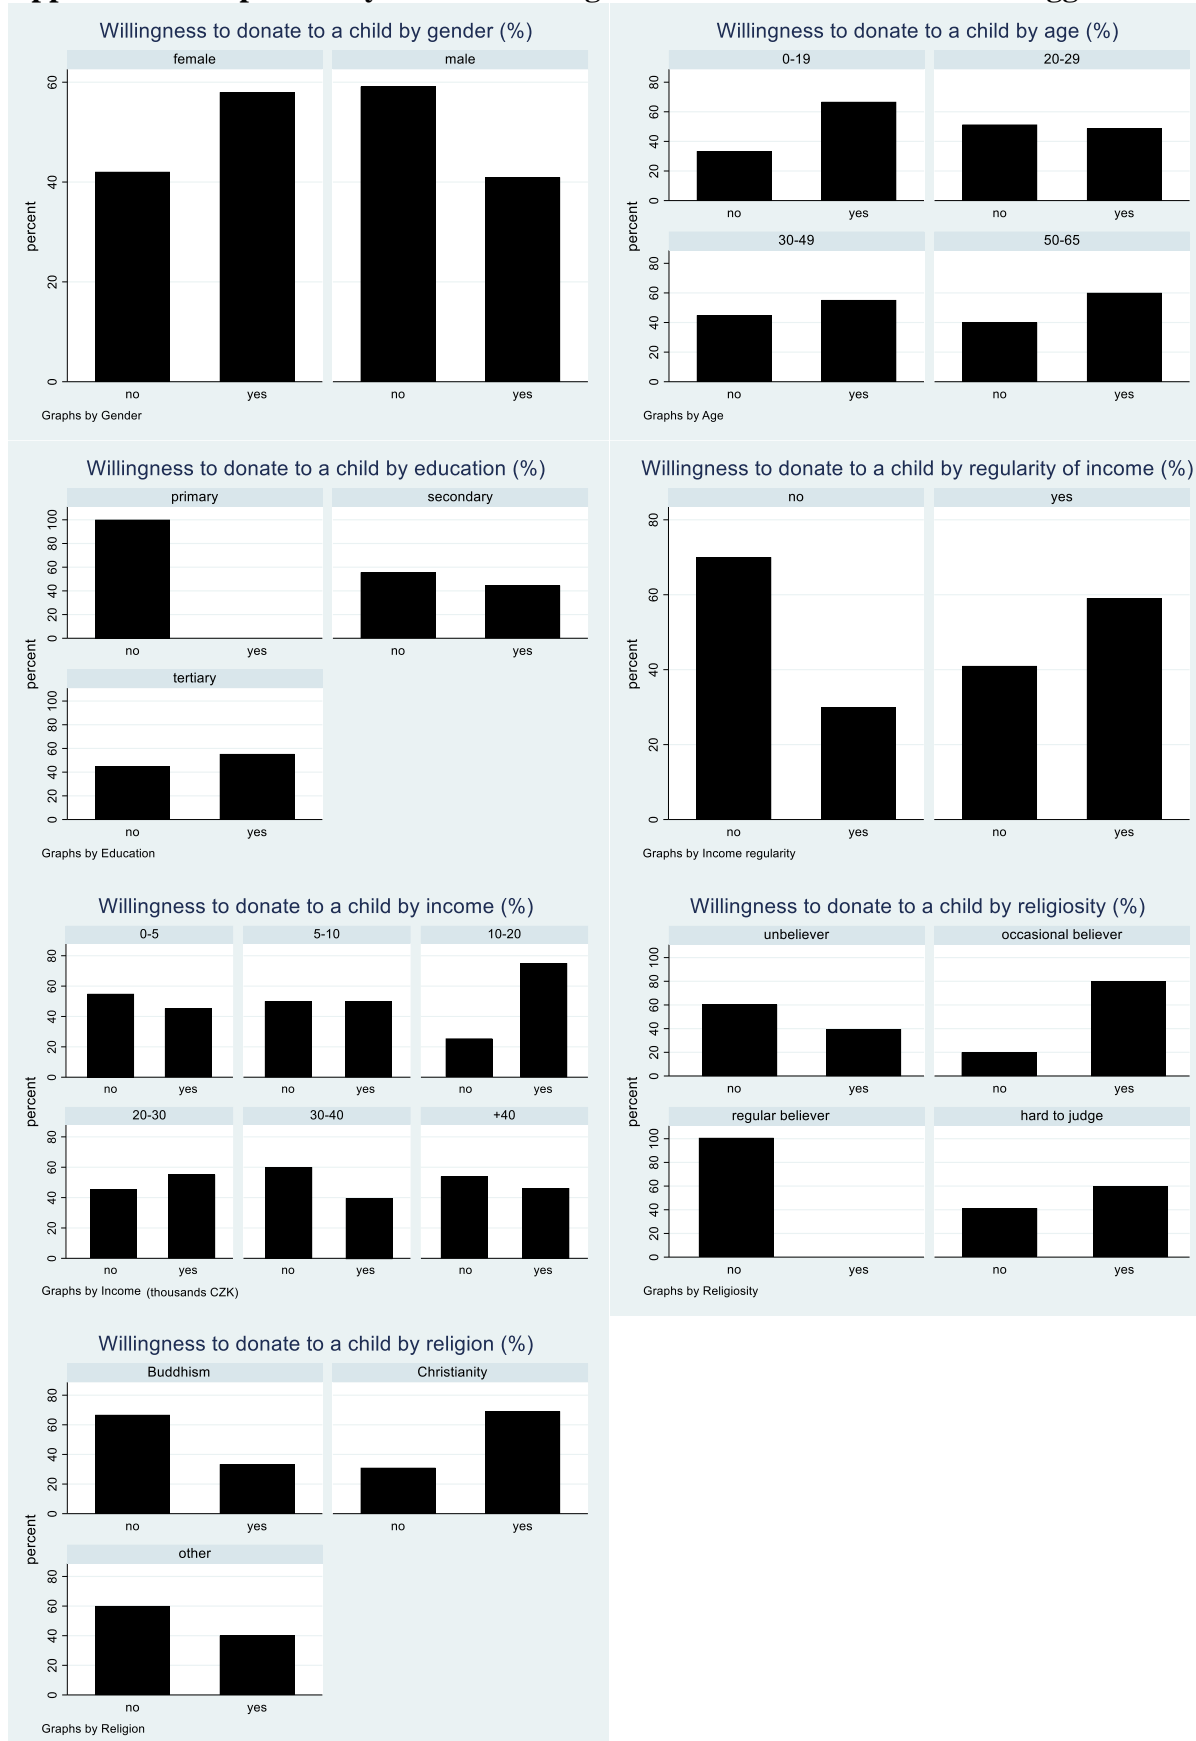 Willingness to donate to a child by gender (%)
female male
percent
0 20 40 60
no yes no yes
Graphs by Gender
Willingness to donate to a child by age (%)
0-19 20-29
0 20 40 60 80
no yes no yes
30-49 50-65
percent
0 20 40 60 80
no yes no yes
Graphs by Age
Willingness to donate to a child by education (%)
primary secondary
0 20 40 60 80 100
no yes no yes
percent
tertiary
0 20 40 60 80 100
no yes
Graphs by Education
Willingness to donate to a child by regularity of income (%)
no yes
percent
0 20 40 60 80
no yes no yes
Graphs by Income regularity
Willingness to donate to a child by income (%)
0-5 5-10 10-20
0 20 40 60 80
no yes no yes no yes
percent
20-30 30-40 +40
0 20 40 60 80
no yes no yes no yes
Graphs by Income (thousands CZK)
Willingness to donate to a child by religiosity (%)
unbeliever occasional believer
0 20 40 60 80 100
no yes no yes
percent
regular believer hard to judge
0 20 40 60 80 100
no yes no yes
Graphs by Religiosity
Willingness to donate to a child by religion (%)
Buddhism Christianity
0 20 40 60 80
no yes no yes
percent
other
0 20 40 60 80
no yes
Graphs by Religion